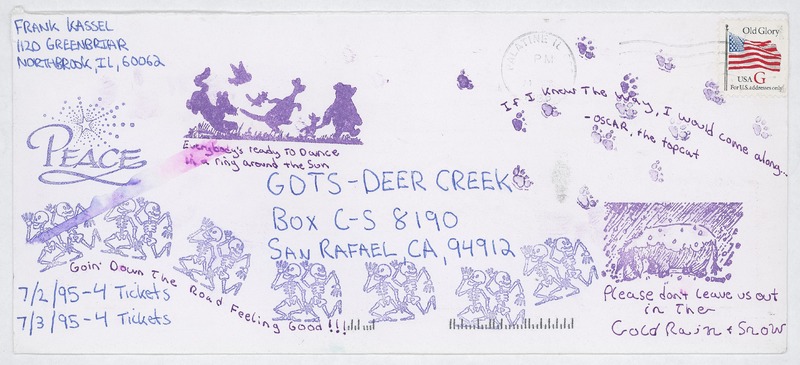 FRANK KASSEL
1120 GREENBRIAR
NORTHBROOK, IL, 60062
PALATINE IL
PM
Old Glory
USA G
For U.S. addresses only
If I knew The way, I would come along...
-OSCAR, the topcat
PEACE
Everybody's ready To Dance
in a ring around the Sun
GDTS-DEER CREEK
BOX C-S 8190
SAN RAFAEL CA, 94912
Goin' Down The Road Feeling Good!!!
7/2/95-4 Tickets
7/3/95-4 Tickets
Please don't leave us out
in The
Cold Rain & Snow